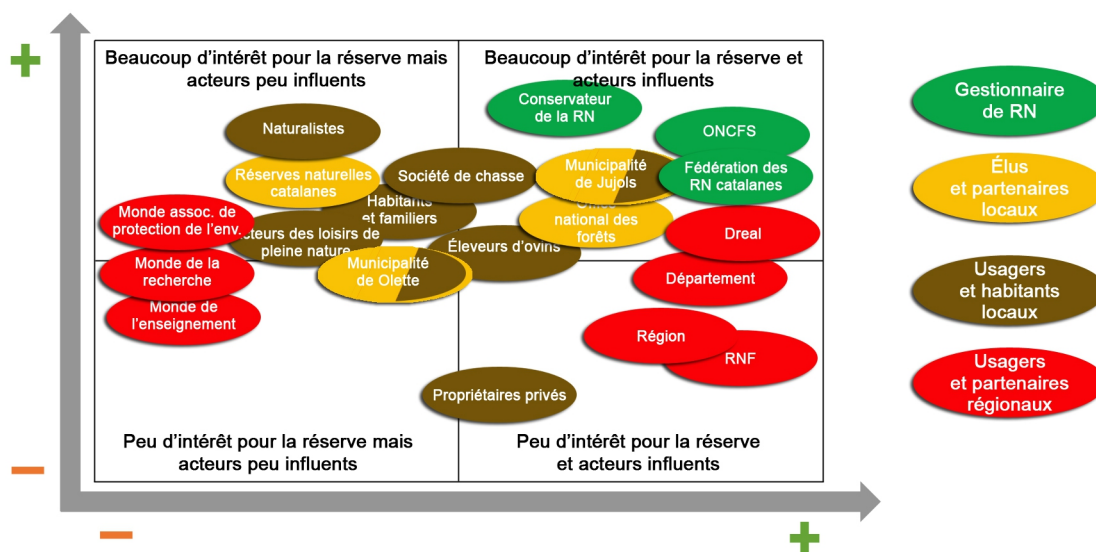 Beaucoup d'intérêt pour la réserve mais
acteurs peu influents
Beaucoup d'intérêt pour la réserve et
acteurs influents
Conservateur
de la RN
Naturalistes
ONCFS
Réserves naturelles
catalanes
Société de chasse
Municipalité
de Jujols
Fédération des
RN catalanes
Habitants
et familiers
national des
forêts
Monde assoc. de
protection de l'env.
cteurs des loisirs de
pleine nature
Éleveurs d'ovins
Dreal
Monde de la
recherche
Municipalité
de Olette
Département
Monde de
l'enseignement
Région
RNF
Propriétaires privés
Peu d'intérêt pour la réserve mais
acteurs peu influents
Peu d'intérêt pour la réserve
et acteurs influents
Gestionnaire
de RN
Élus
et partenaires
locaux
Usagers
et habitants
locaux
Usagers
et partenaires
régionaux